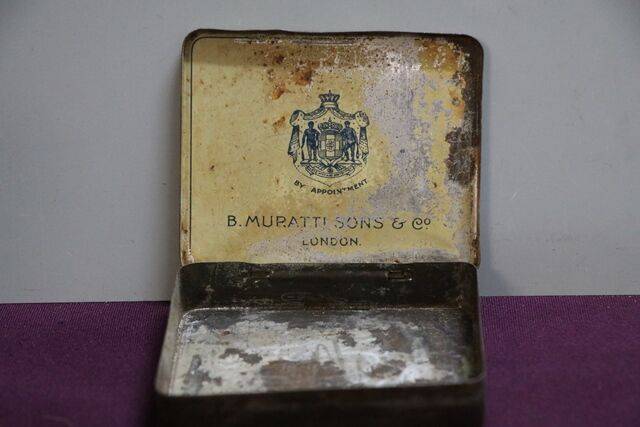 BY APPOINTMENT
B. MURATTI SONS & Co
LONDON.